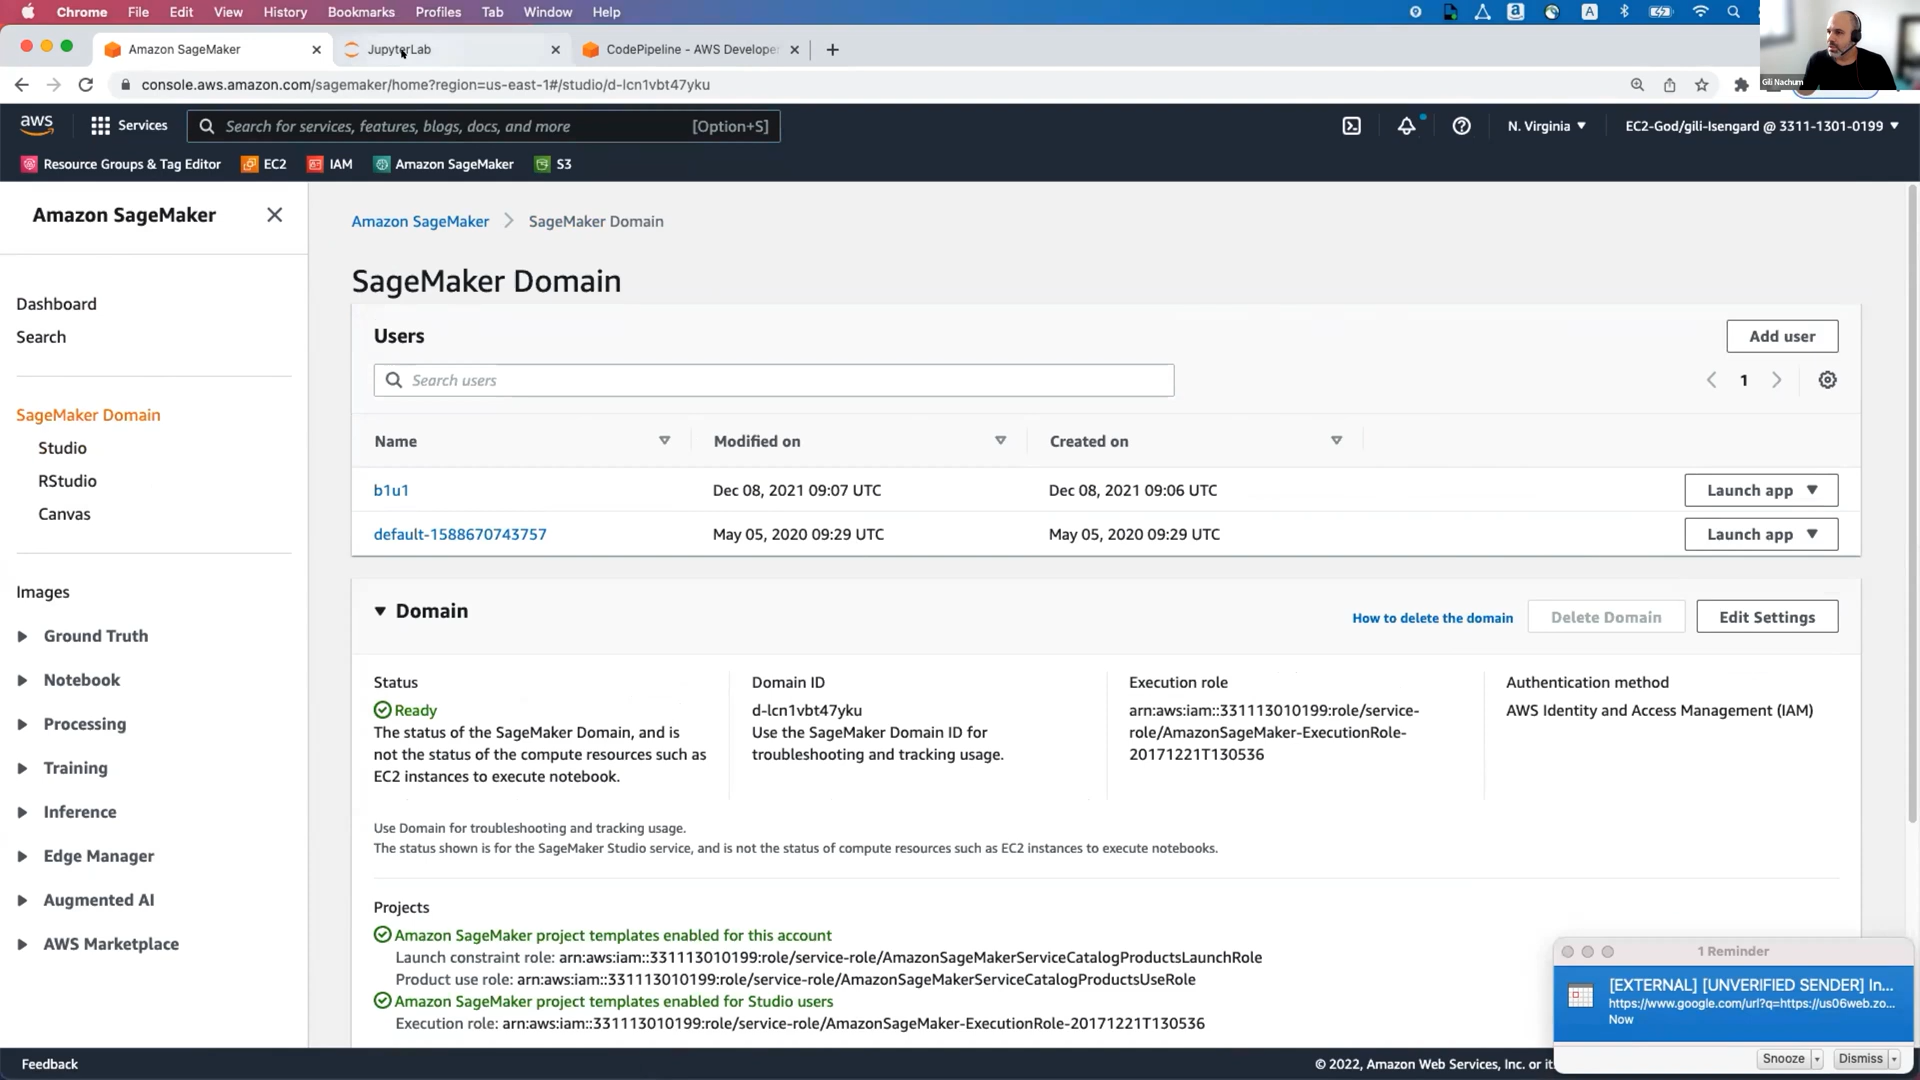 Chrome File Edit View History Bookmarks Profiles Tab Window Help
Amazon SageMaker JupyterLab CodePipeline - AWS Develope
console.aws.amazon.com/sagemaker/home?region=us-east-1#/studio/d-lcn1vbt47yku
Gili Nachum
aws Services Search for services, features, blogs, docs, and more [Option+S] N. Virginia EC2-God/gili-Isengard @ 3311-1301-0199
Resource Groups & Tag Editor EC2 IAM Amazon SageMaker S3
Amazon SageMaker
Dashboard
Search
SageMaker Domain
Studio
RStudio
Canvas
Images
Ground Truth
Notebook
Processing
Training
Inference
Edge Manager
Augmented AI
AWS Marketplace
Amazon SageMaker SageMaker Domain
SageMaker Domain
Users
Add user
Search users
1
Name Modified on Created on
b1u1 Dec 08, 2021 09:07 UTC Dec 08, 2021 09:06 UTC Launch app
default-1588670743757 May 05, 2020 09:29 UTC May 05, 2020 09:29 UTC Launch app
Domain
How to delete the domain Delete Domain Edit Settings
Status
Ready
The status of the SageMaker Domain, and is
not the status of the compute resources such as
EC2 instances to execute notebook.
Domain ID
d-lcn1vbt47yku
Use the SageMaker Domain ID for
troubleshooting and tracking usage.
Execution role
arn:aws:iam::331113010199:role/service-
role/AmazonSageMaker-ExecutionRole-
20171221T130536
Authentication method
AWS Identity and Access Management (IAM)
Use Domain for troubleshooting and tracking usage.
The status shown is for the SageMaker Studio service, and is not the status of compute resources such as EC2 instances to execute notebooks.
Projects
Amazon SageMaker project templates enabled for this account
Launch constraint role: arn:aws:iam::331113010199:role/service-role/AmazonSageMakerServiceCatalogProductsLaunchRole
Product use role: arn:aws:iam::331113010199:role/service-role/AmazonSageMakerServiceCatalogProductsUseRole
Amazon SageMaker project templates enabled for Studio users
Execution role: arn:aws:iam::331113010199:role/service-role/AmazonSageMaker-ExecutionRole-20171221T130536
1 Reminder
[EXTERNAL] [UNVERIFIED SENDER] In...
https://www.google.com/url?q=https://us06web.zo...
Now
Snooze Dismiss
Feedback
© 2022, Amazon Web Services, Inc. or it